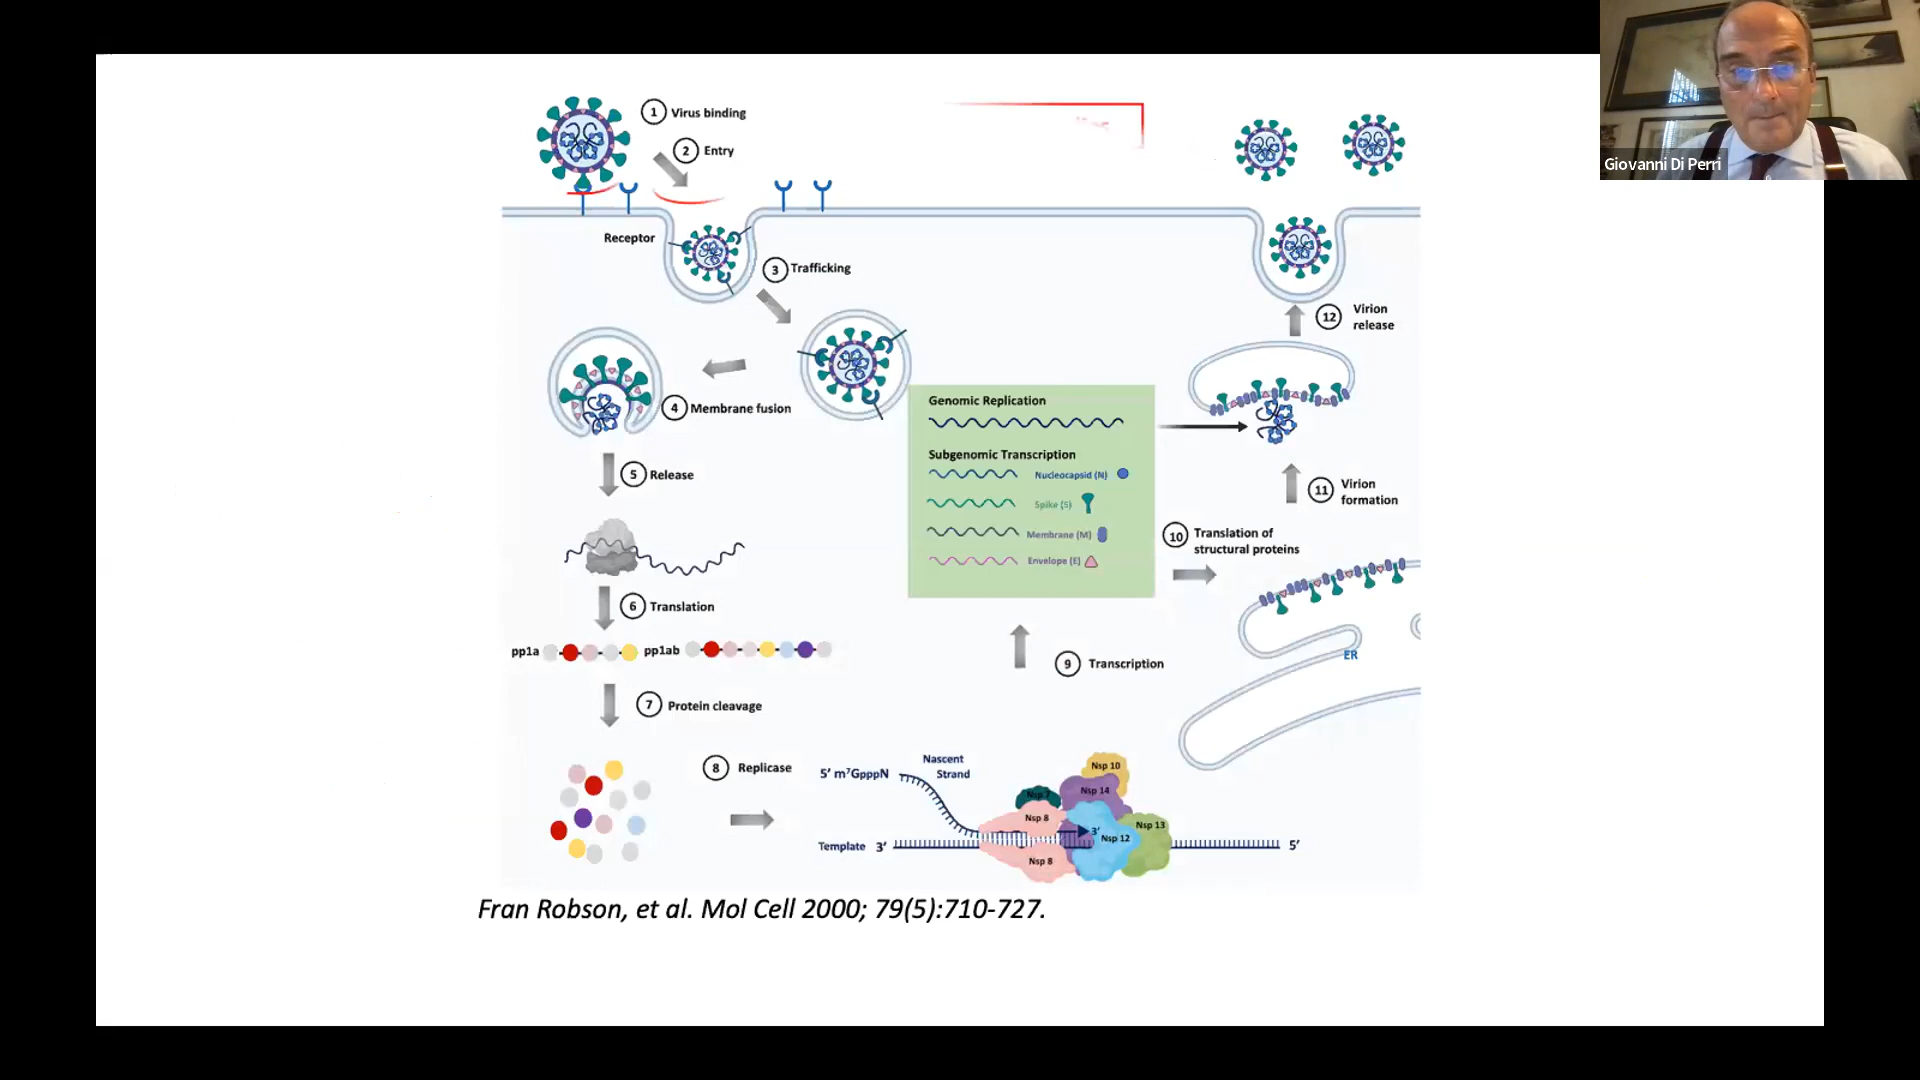 Giovanni Di Perri
1 Virus binding
2 Entry
Receptor
3 Trafficking
4 Membrane fusion
5 Release
6 Translation
pp1a
pp1ab
7 Protein cleavage
8 Replicase
5’ m⁷GpppN
Nascent
Strand
Template 3’
Nsp 7
Nsp 8
Nsp 8
Nsp 10
Nsp 14
3’
Nsp 12
Nsp 13
5’
9 Transcription
Genomic Replication
Subgenomic Transcription
Nucleocapsid (N)
Spike (S)
Membrane (M)
Envelope (E)
10 Translation of
structural proteins
ER
11 Virion
formation
12 Virion
release
Fran Robson, et al. Mol Cell 2000; 79(5):710-727.